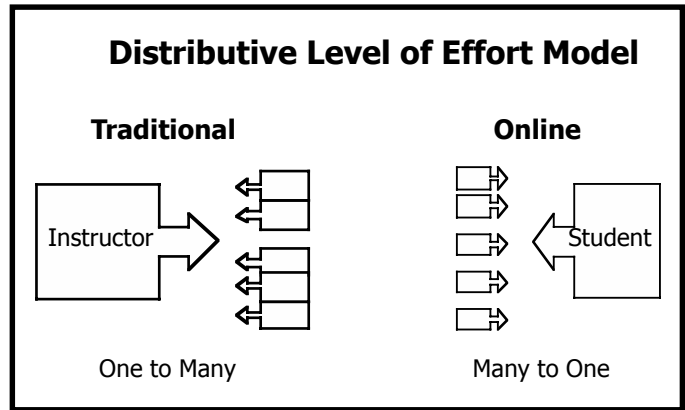 Distributive Level of Effort Model
Traditional
Online
Instructor
Student
One to Many
Many to One